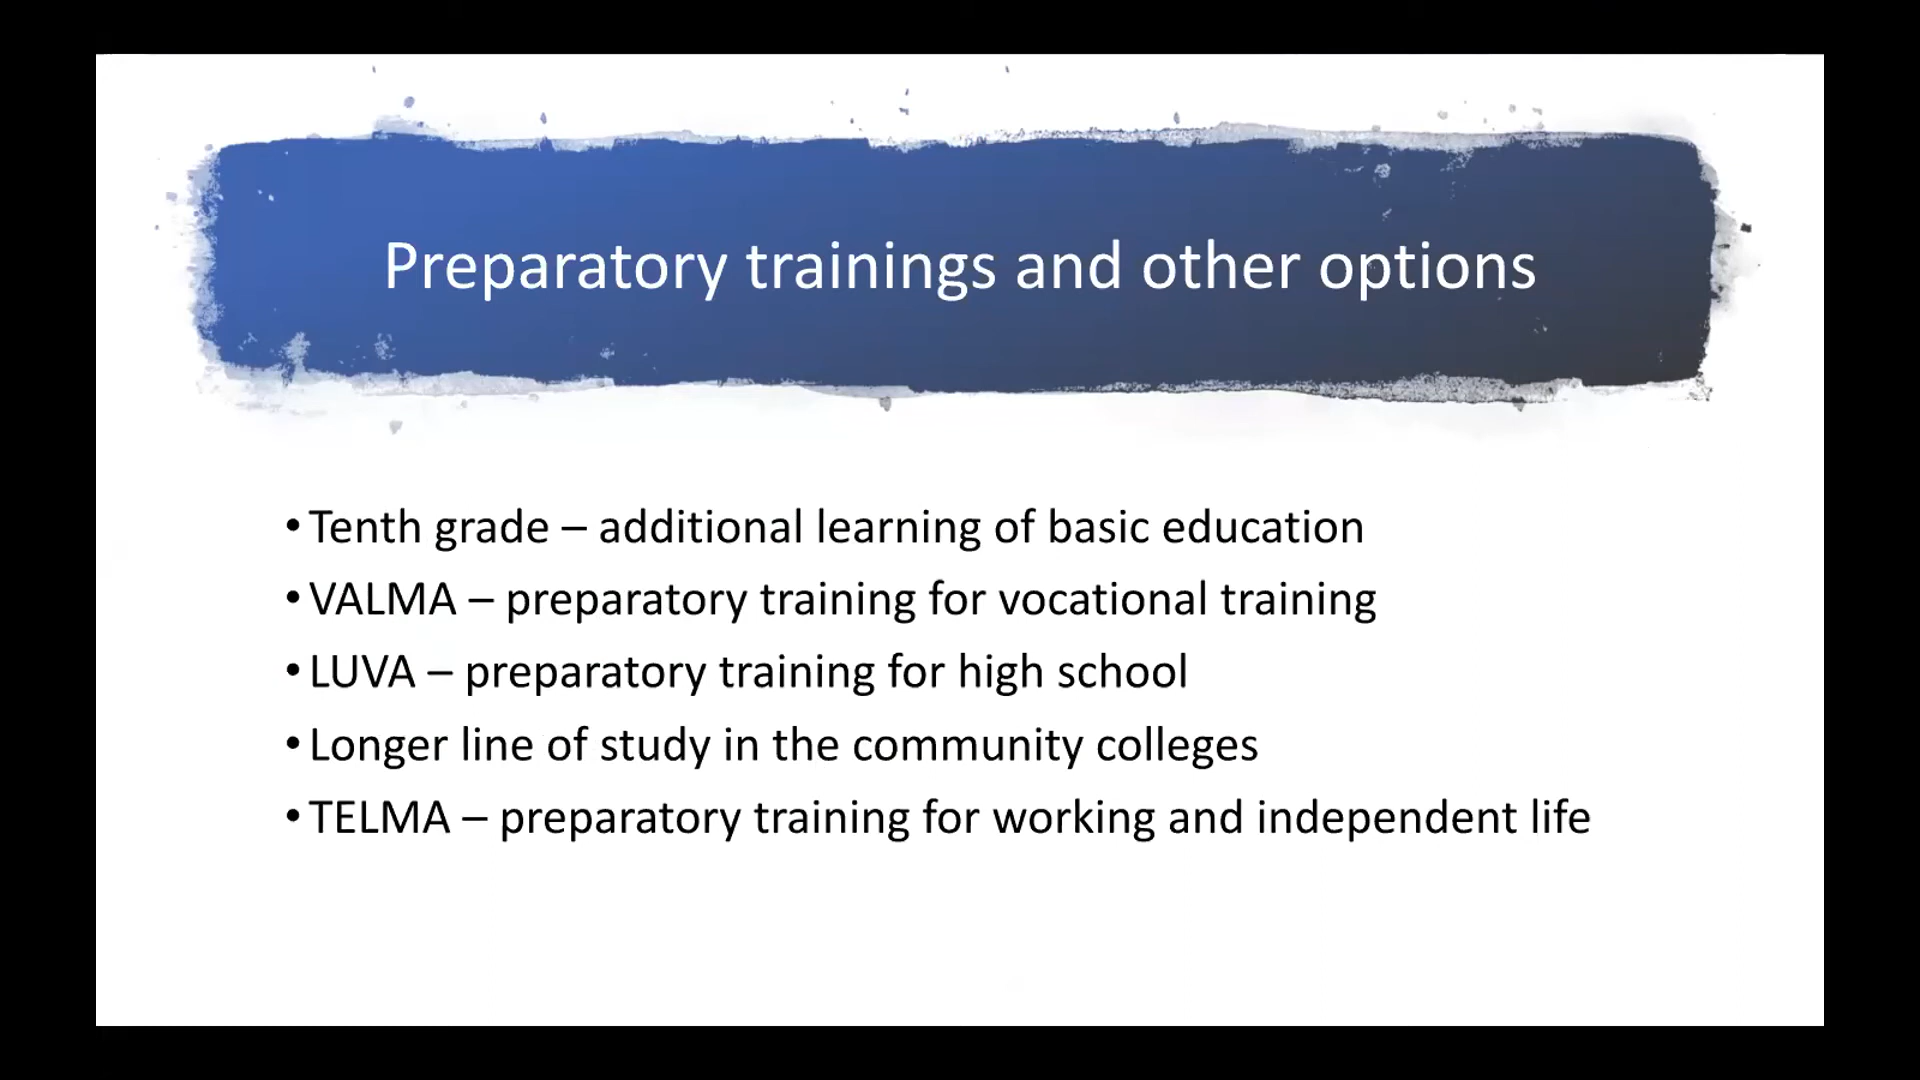 Preparatory trainings and other options
• Tenth grade – additional learning of basic education
• VALMA – preparatory training for vocational training
• LUVA – preparatory training for high school
• Longer line of study in the community colleges
• TELMA – preparatory training for working and independent life